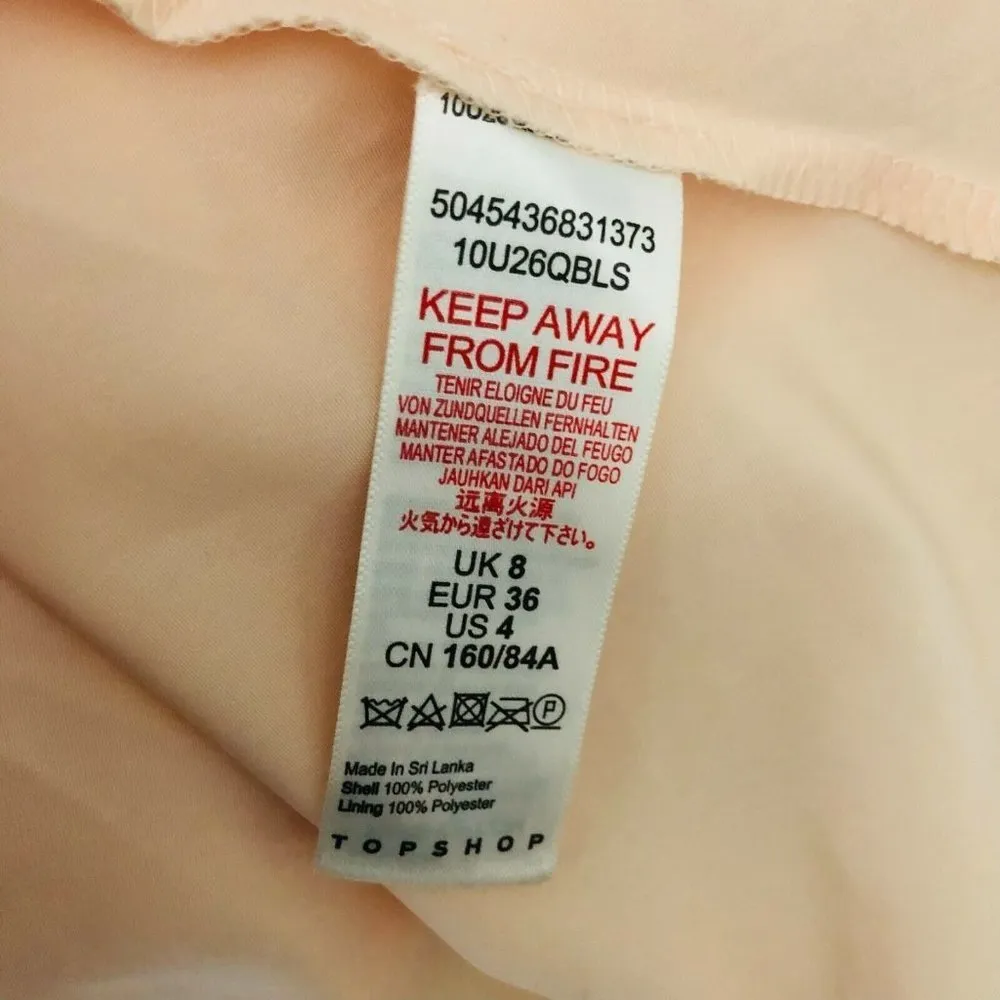 5045436831373
10U26QBLS
KEEP AWAY
FROM FIRE
TENIR ELOIGNE DU FEU
VON ZUNDQUELLEN FERNHALTEN
MANTENER ALEJADO DEL FEUGO
MANTER AFASTADO DO FOGO
JAUHKAN DARI API
远离火源
火気から遠ざけて下さい。
UK 8
EUR 36
US 4
CN 160/84A
P
Made In Sri Lanka
Shell 100% Polyester
Lining 100% Polyester
TOPSHOP